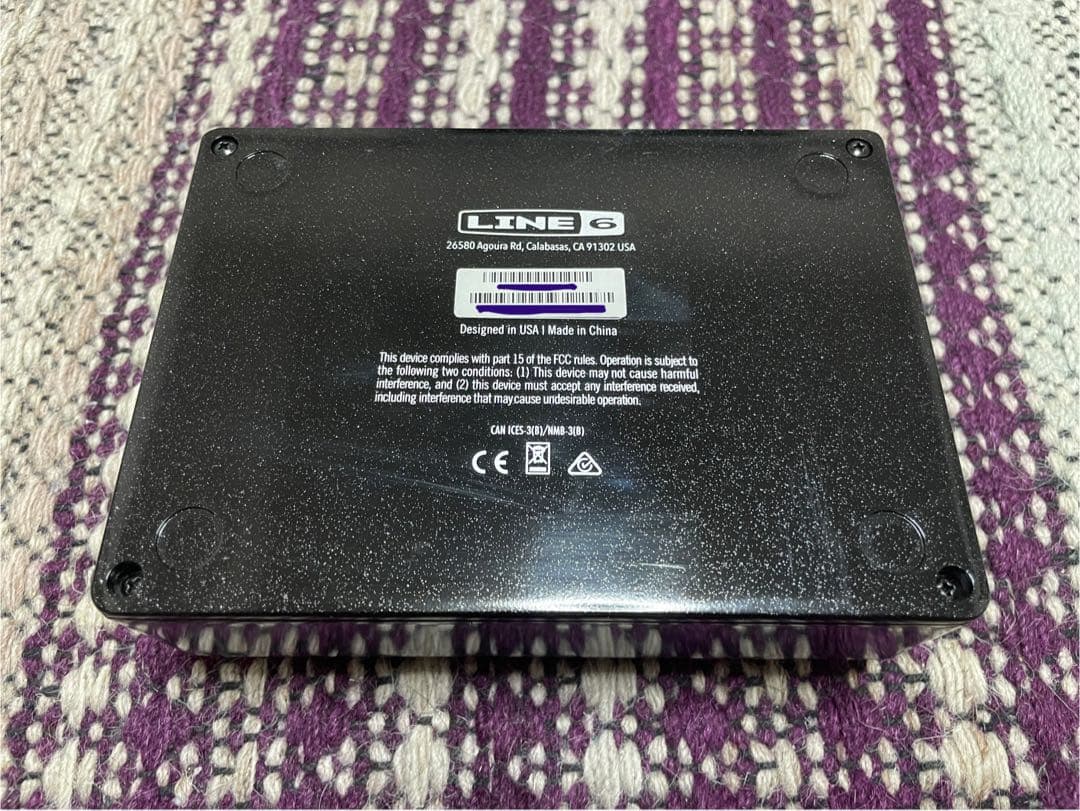 LINE 6
26580 Agoura Rd, Calabasas, CA 91302 USA
Designed in USA | Made in China
This device complies with part 15 of the FCC rules. Operation is subject to
the following two conditions: (1) This device may not cause harmful
interference, and (2) this device must accept any interference received,
including interference that may cause undesirable operation.
CAN ICES-3(B)/NMB-3(B)
CE